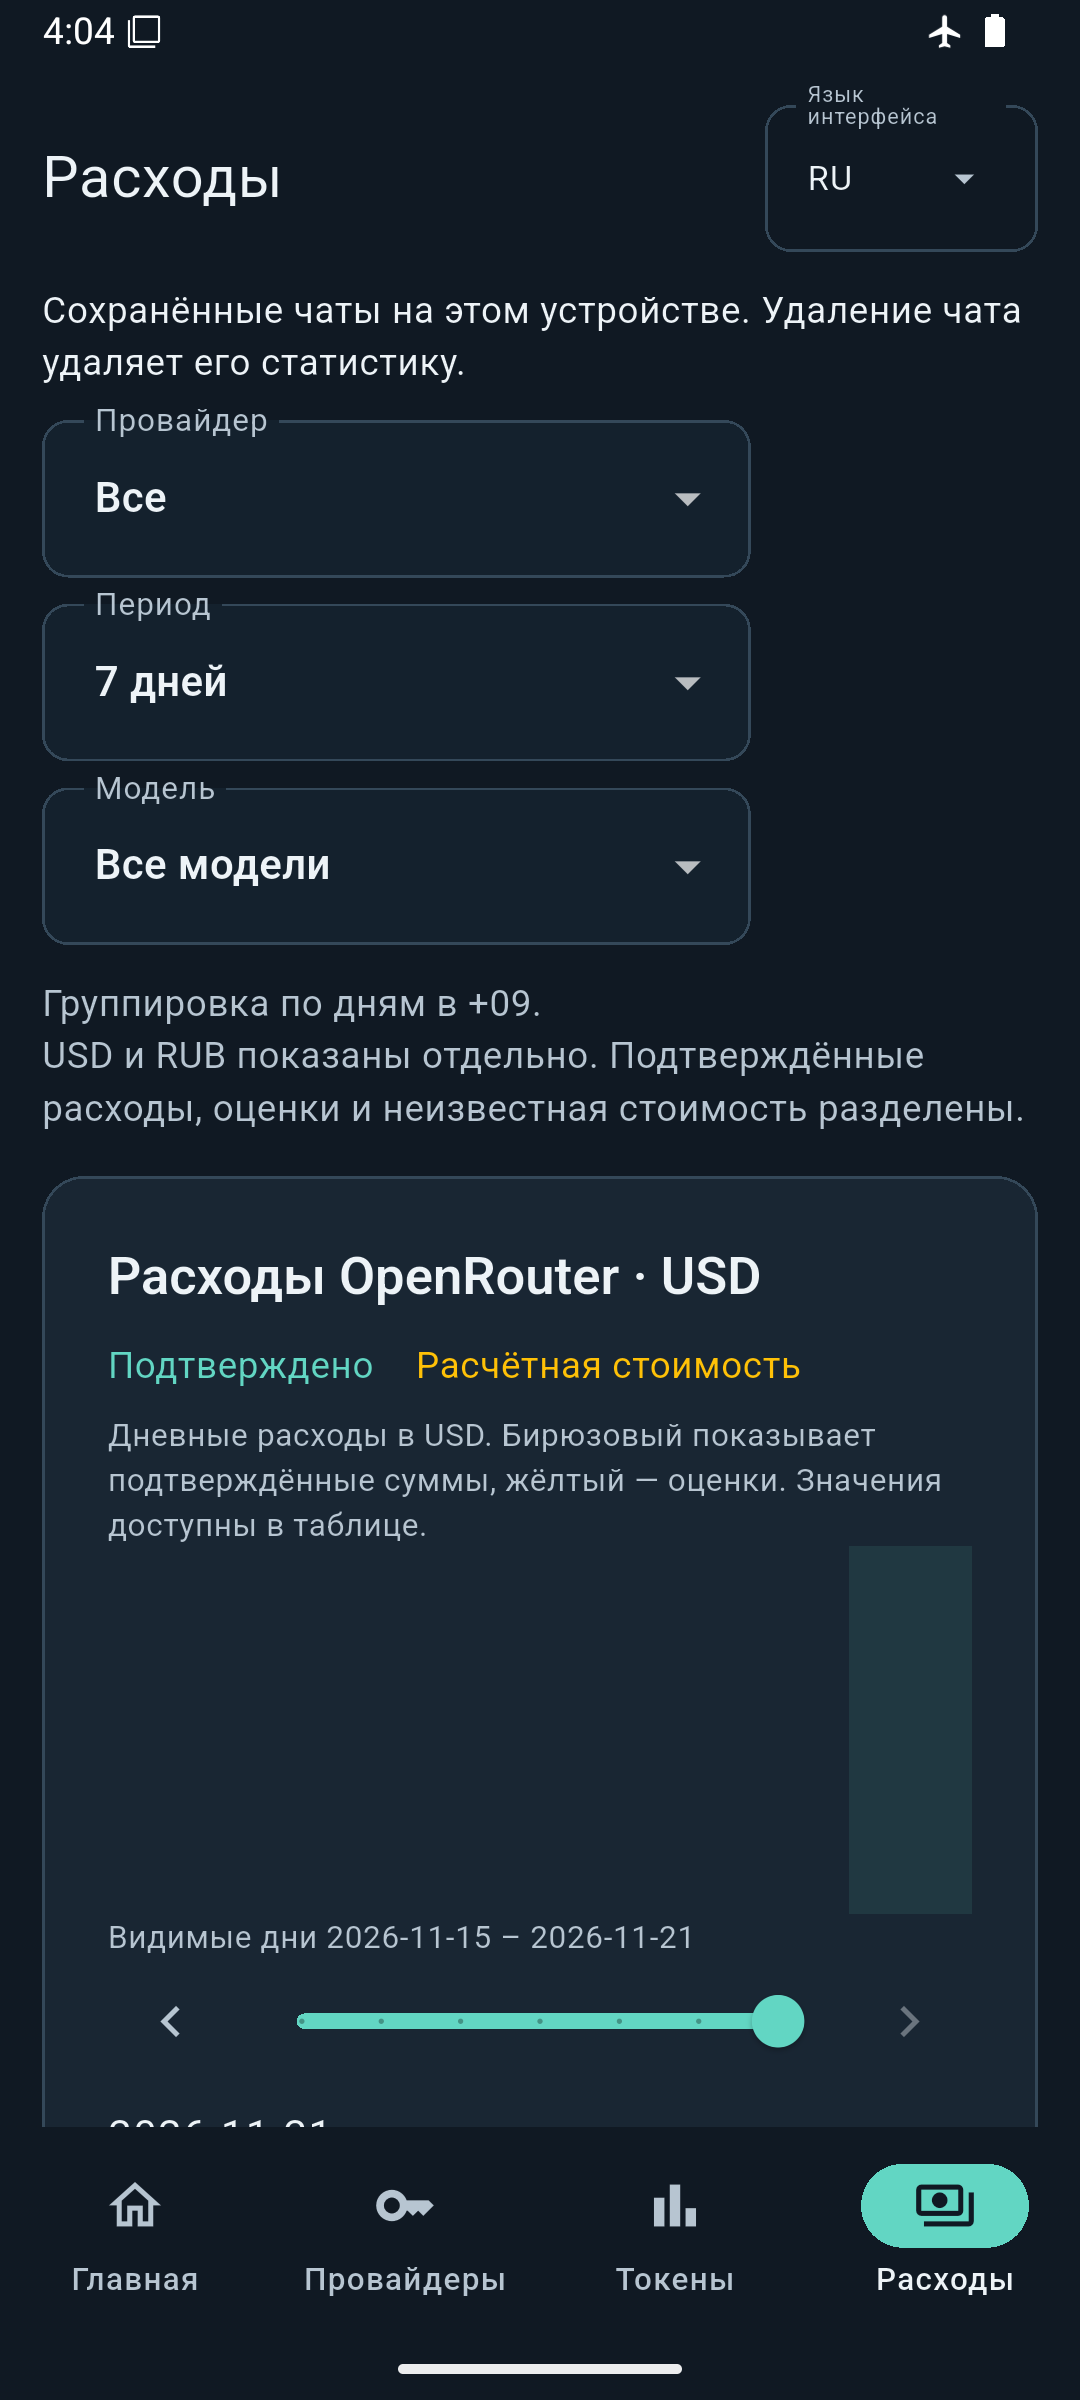 4:04
Язык
интерфейса
Расходы
RU
Сохранённые чаты на этом устройстве. Удаление чата
удаляет его статистику.
Провайдер
Все
Период
7 дней
Модель
Все модели
Группировка по дням в +09.
USD и RUB показаны отдельно. Подтверждённые
расходы, оценки и неизвестная стоимость разделены.
Расходы OpenRouter · USD
Подтверждено Расчётная стоимость
Дневные расходы в USD. Бирюзовый показывает
подтверждённые суммы, жёлтый — оценки. Значения
доступны в таблице.
Видимые дни 2026-11-15 – 2026-11-21
2026-11-21
Главная Провайдеры Токены Расходы